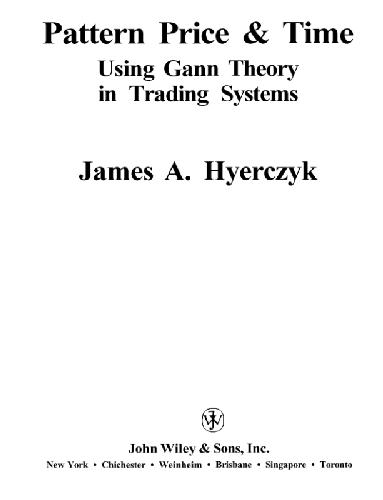 Pattern Price & Time
Using Gann Theory
in Trading Systems
James A. Hyerczyk
John Wiley & Sons, Inc.
New York • Chichester • Weinheim • Brisbane • Singapore • Toronto